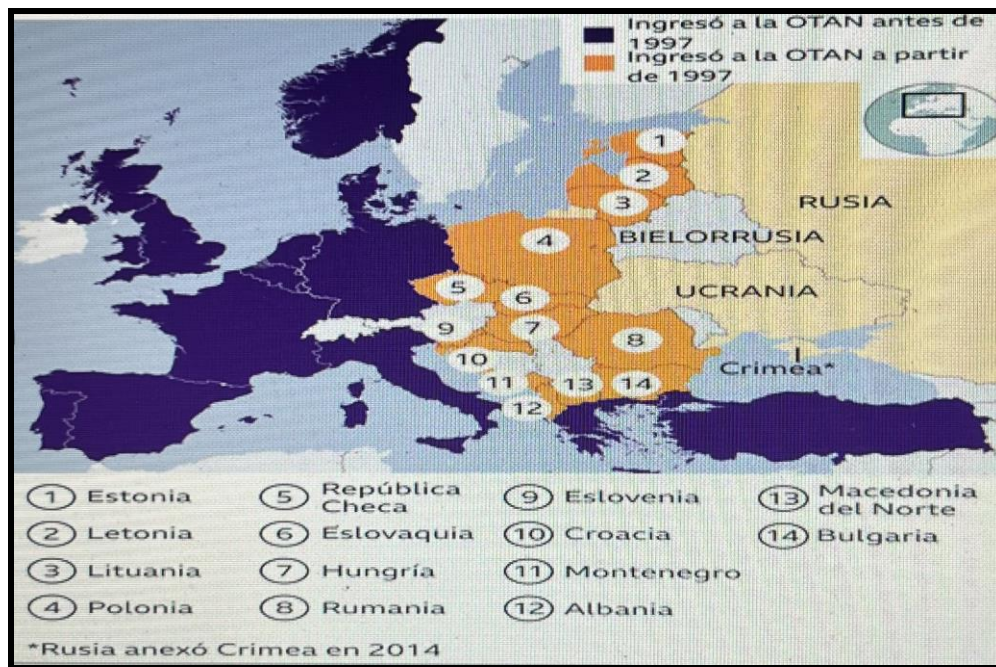 Ingresó a la OTAN antes de
1997
Ingresó a la OTAN a partir
de 1997
1
2
3
RUSIA
4
BIELORRUSIA
5
6
UCRANIA
9
7
8
10
Crimea*
11
13
14
12
1 Estonia
2 Letonia
3 Lituania
4 Polonia
5 República
Checa
6 Eslovaquia
7 Hungría
8 Rumania
9 Eslovenia
10 Croacia
11 Montenegro
12 Albania
13 Macedonia
del Norte
14 Bulgaria
*Rusia anexó Crimea en 2014